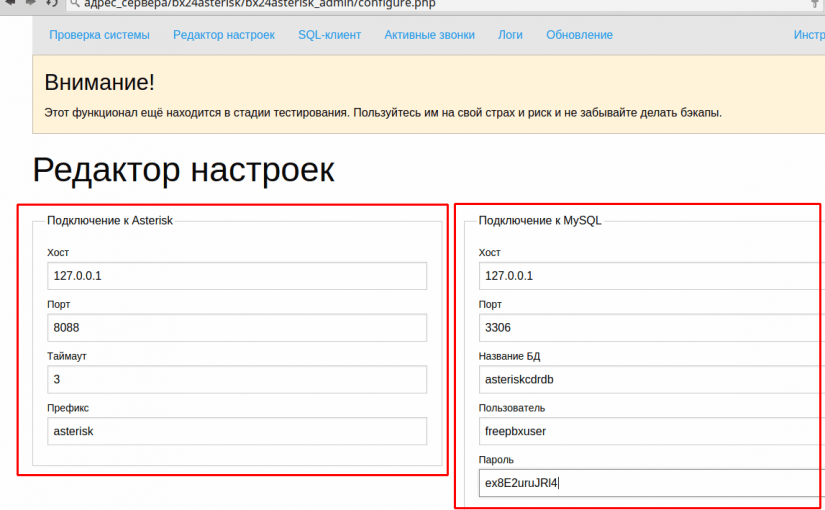 адрес_сервера/bx24asterisk/bx24asterisk_admin/configure.php
Проверка системы Редактор настроек SQL-клиент Активные звонки Логи Обновление Инстр
Внимание!
Этот функционал ещё находится в стадии тестирования. Пользуйтесь им на свой страх и риск и не забывайте делать бэкапы.
Редактор настроек
Подключение к Asterisk
Хост
127.0.0.1
Порт
8088
Таймаут
3
Префикс
asterisk
Подключение к MySQL
Хост
127.0.0.1
Порт
3306
Название БД
asteriskcdrdb
Пользователь
freepbxuser
Пароль
ex8E2uruJRl4